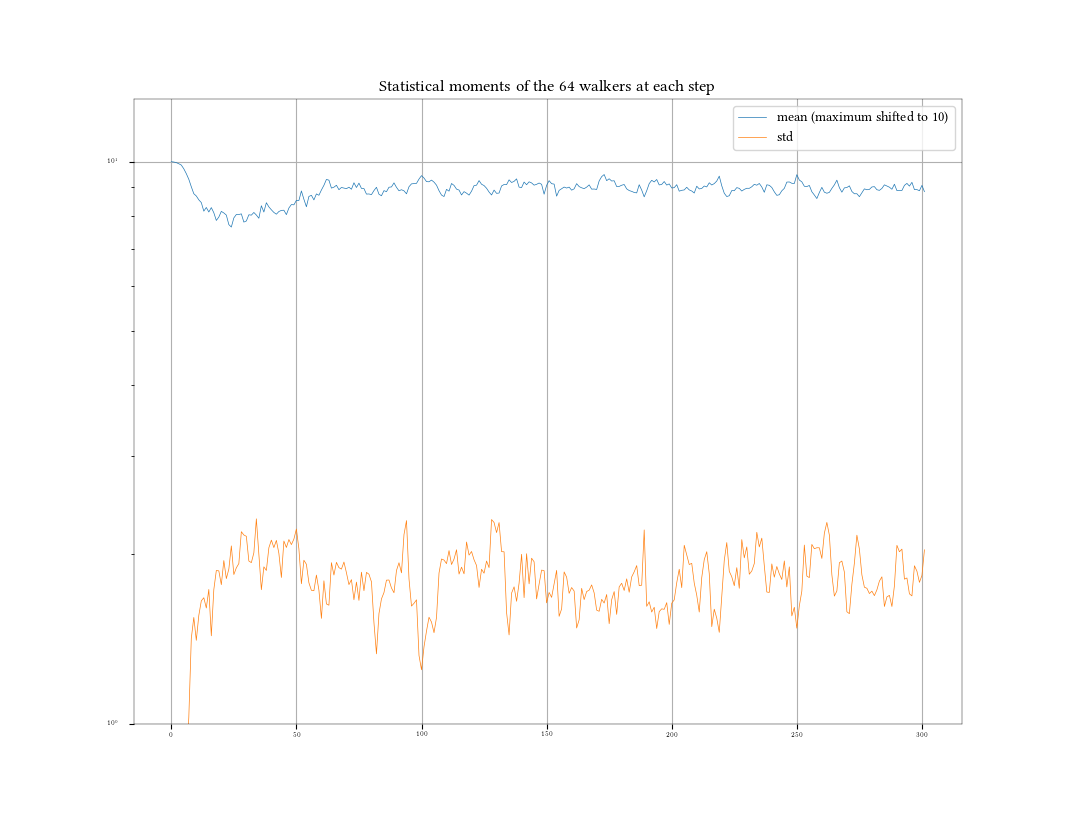 Statistical moments of the 64 walkers at each step
mean (maximum shifted to 10)
std
10¹
10⁰
0 50 100 150 200 250 300